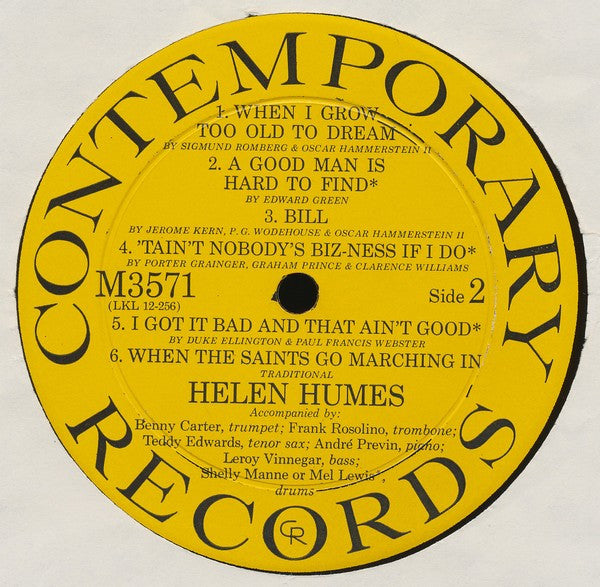 CONTEMPORARY RECORDS
1. WHEN I GROW
TOO OLD TO DREAM
BY SIGMUND ROMBERG & OSCAR HAMMERSTEIN II
2. A GOOD MAN IS
HARD TO FIND*
BY EDWARD GREEN
3. BILL
BY JEROME KERN, P. G. WODEHOUSE & OSCAR HAMMERSTEIN II
4. 'TAIN'T NOBODY'S BIZ-NESS IF I DO*
BY PORTER GRAINGER, GRAHAM PRINCE & CLARENCE WILLIAMS
M3571
(LKL 12-256)
Side 2
5. I GOT IT BAD AND THAT AIN'T GOOD*
BY DUKE ELLINGTON & PAUL FRANCIS WEBSTER
6. WHEN THE SAINTS GO MARCHING IN
TRADITIONAL
HELEN HUMES
Accompanied by:
Benny Carter, trumpet; Frank Rosolino, trombone;
Teddy Edwards, tenor sax; André Previn, piano;
Leroy Vinnegar, bass;
Shelly Manne or Mel Lewis*,
drums
CR